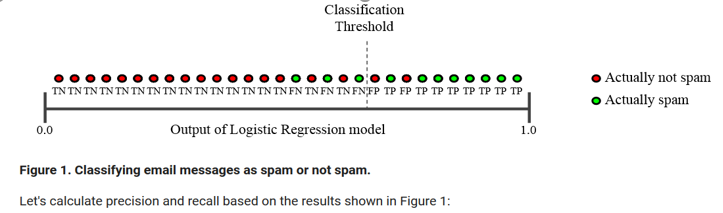 Classification
Threshold
TN TN TN TN TN TN TN TN TN TN TN TN TN TN TN FN TN FN TN FN FP TP FP TP TP TP TP TP TP TP
Actually not spam
Actually spam
0.0 Output of Logistic Regression model 1.0
Figure 1. Classifying email messages as spam or not spam.
Let's calculate precision and recall based on the results shown in Figure 1: